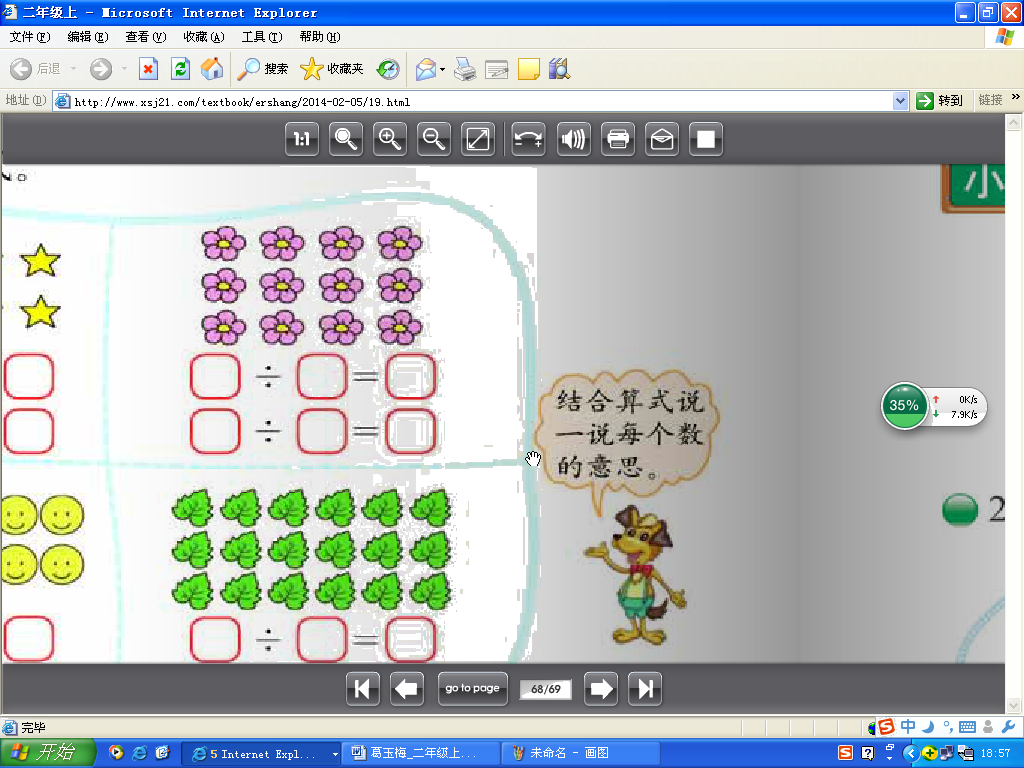 二年级上 - Microsoft Internet Explorer
文件(F) 编辑(E) 查看(V) 收藏(A) 工具(T) 帮助(H)
后退 搜索 收藏夹
地址(D) http://www.xsj21.com/textbook/ershang/2014-02-05/19.html 转到 链接 »
1:1
小
÷ =
÷ =
结合算式说
一说每个数
的意思。
35% 0K/s
7.9K/s
2
÷ =
go to page 68/69
完毕
中
开始 5 Internet Expl... 葛玉梅_二年级上... 未命名 - 画图 18:57